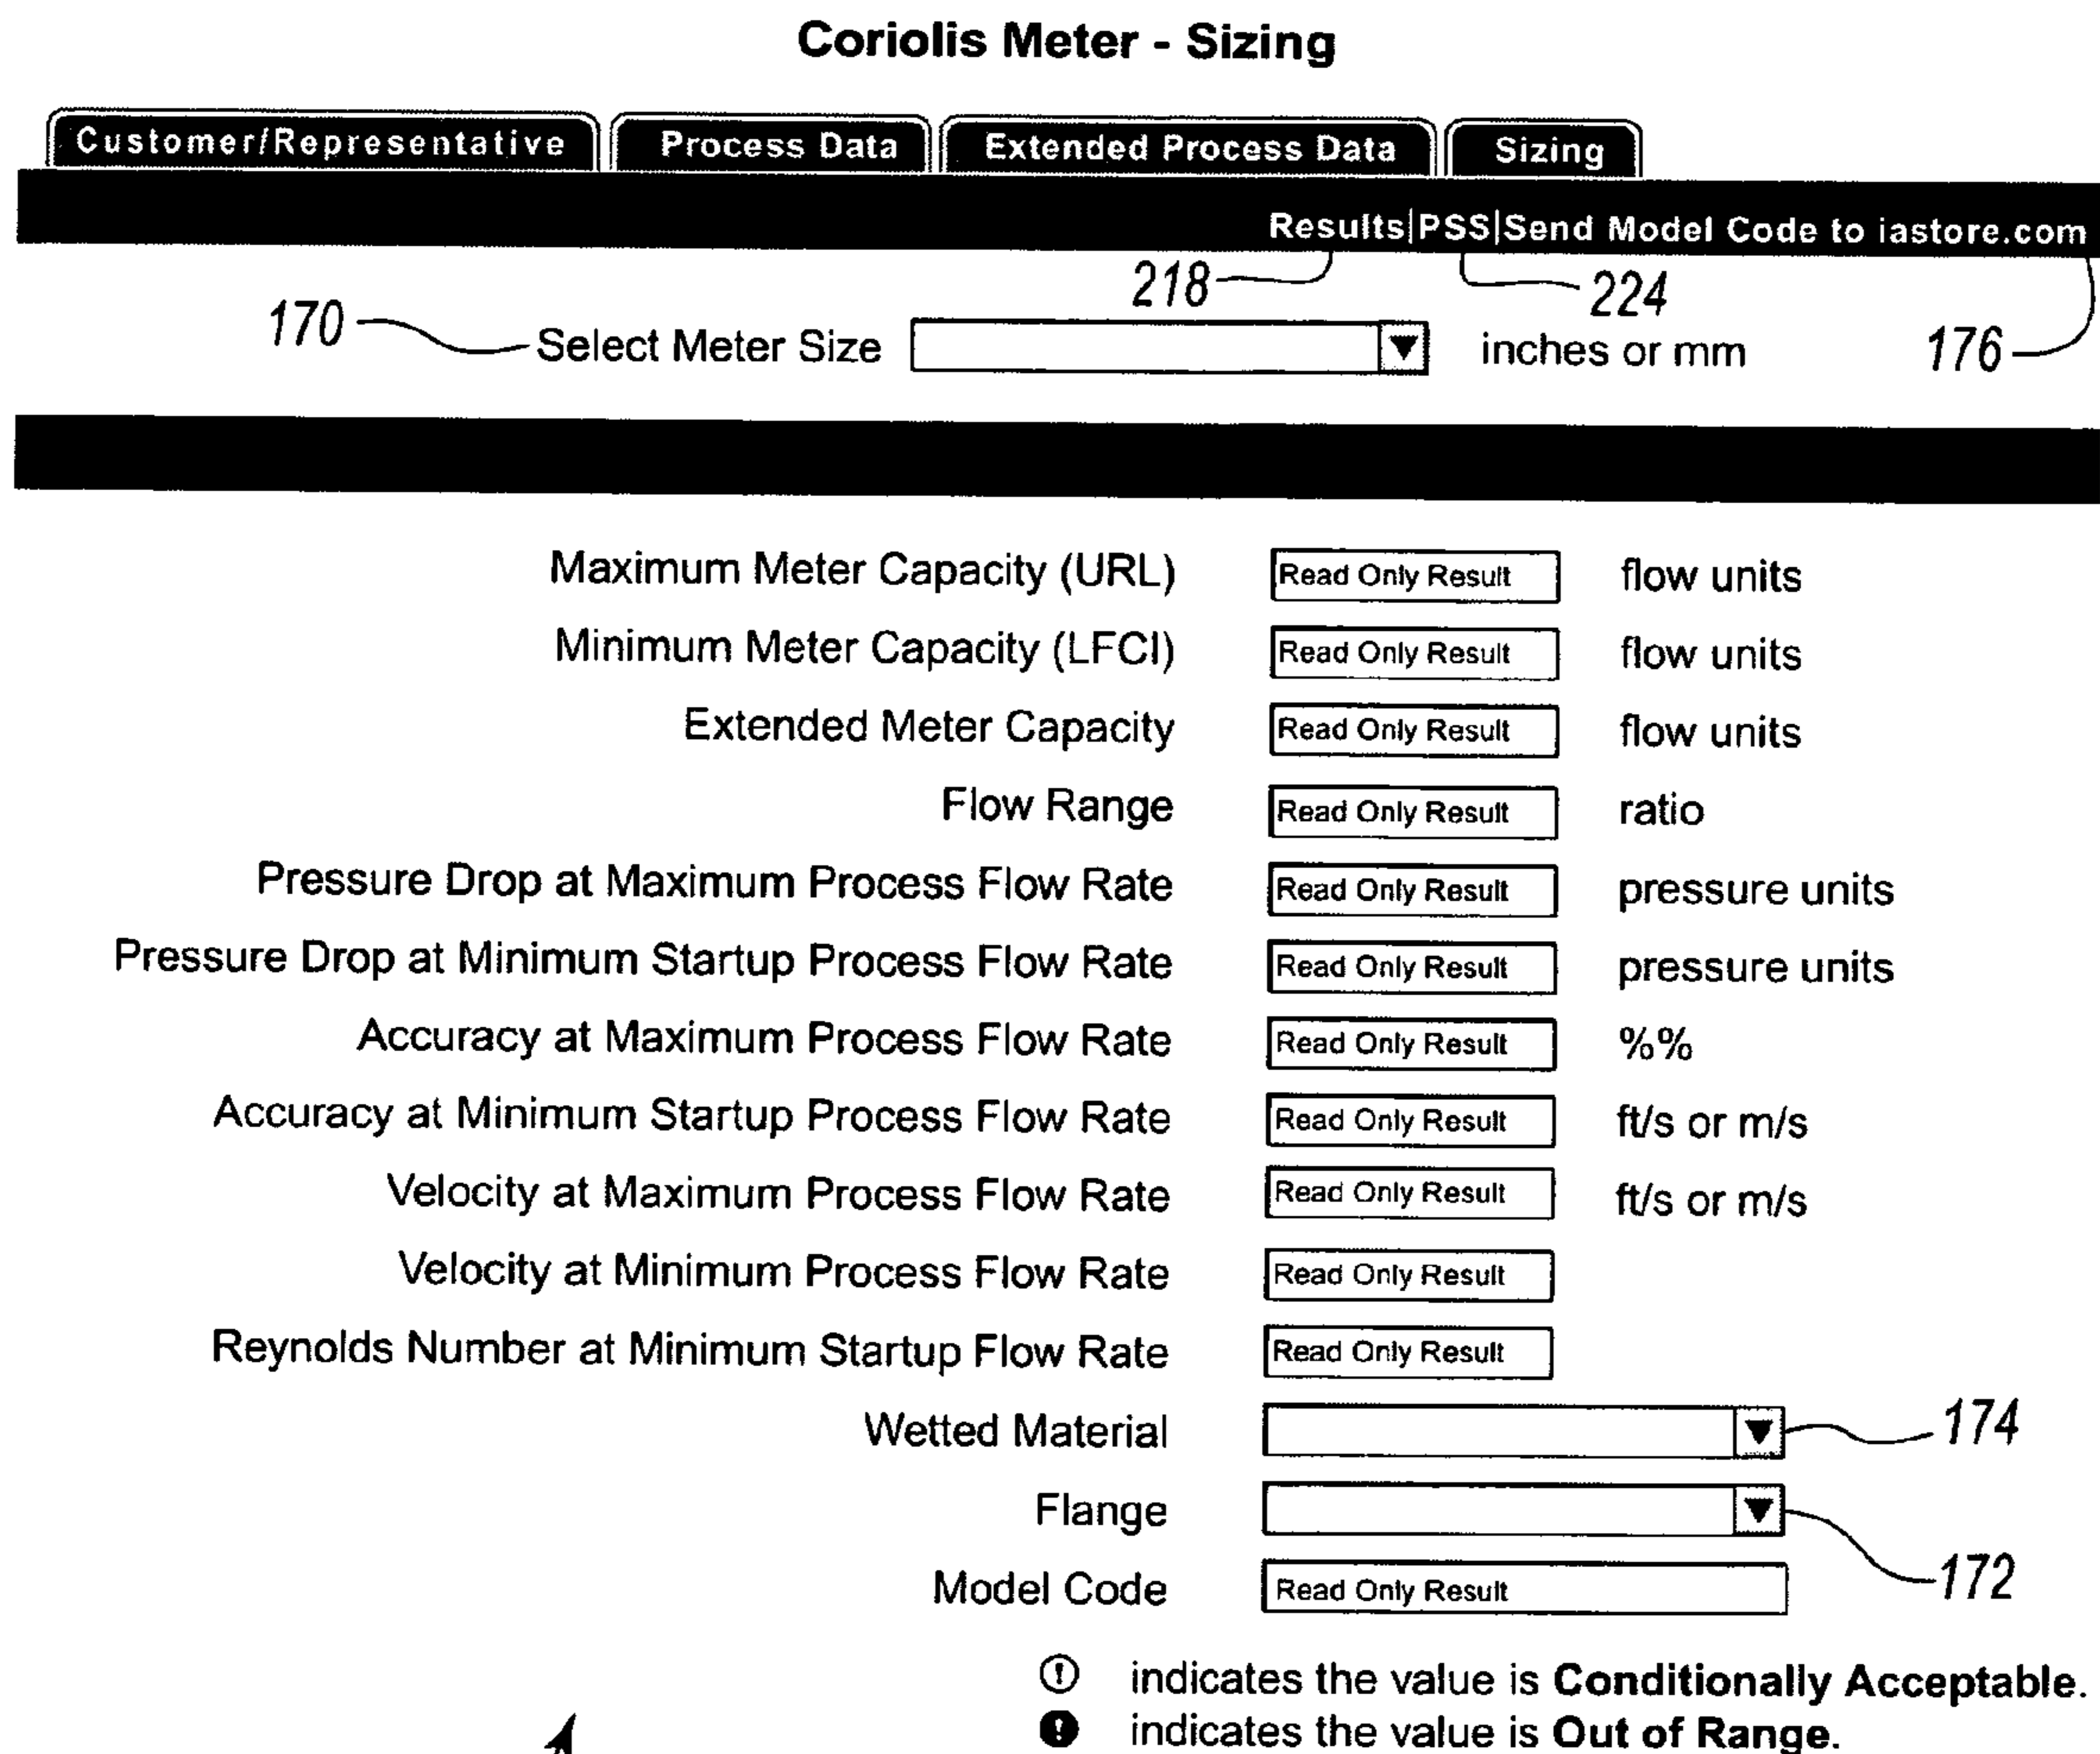 Coriolis Meter - Sizing
Customer/Representative Process Data Extended Process Data Sizing
Results|PSS|Send Model Code to iastore.com
218 224
170 Select Meter Size inches or mm 176
Maximum Meter Capacity (URL) Read Only Result flow units
Minimum Meter Capacity (LFCI) Read Only Result flow units
Extended Meter Capacity Read Only Result flow units
Flow Range Read Only Result ratio
Pressure Drop at Maximum Process Flow Rate Read Only Result pressure units
Pressure Drop at Minimum Startup Process Flow Rate Read Only Result pressure units
Accuracy at Maximum Process Flow Rate Read Only Result %%
Accuracy at Minimum Startup Process Flow Rate Read Only Result ft/s or m/s
Velocity at Maximum Process Flow Rate Read Only Result ft/s or m/s
Velocity at Minimum Process Flow Rate Read Only Result
Reynolds Number at Minimum Startup Flow Rate Read Only Result
Wetted Material 174
Flange
Model Code Read Only Result 172
! indicates the value is Conditionally Acceptable.
! indicates the value is Out of Range.